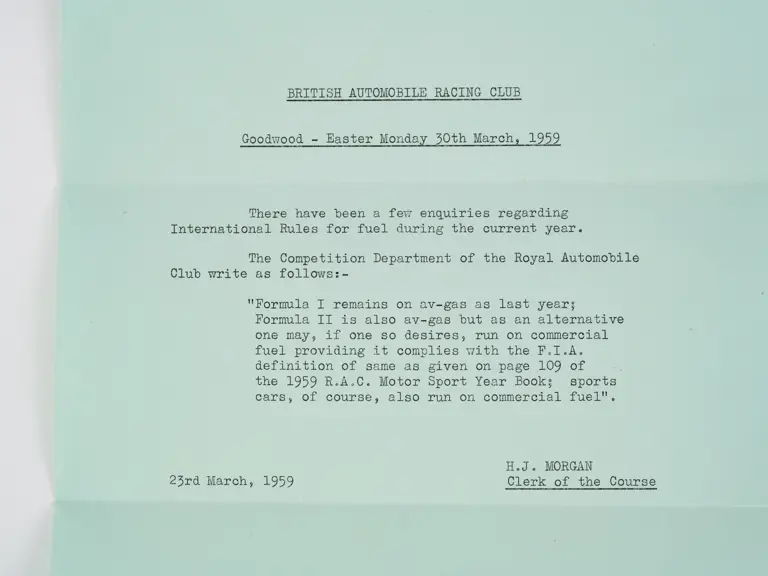 BRITISH AUTOMOBILE RACING CLUB
Goodwood - Easter Monday 30th March, 1959
There have been a few enquiries regarding
International Rules for fuel during the current year.
The Competition Department of the Royal Automobile
Club write as follows:-
"Formula I remains on av-gas as last year;
Formula II is also av-gas but as an alternative
one may, if one so desires, run on commercial
fuel providing it complies with the F.I.A.
definition of same as given on page 109 of
the 1959 R.A.C. Motor Sport Year Book; sports
cars, of course, also run on commercial fuel".
H.J. MORGAN
23rd March, 1959 Clerk of the Course